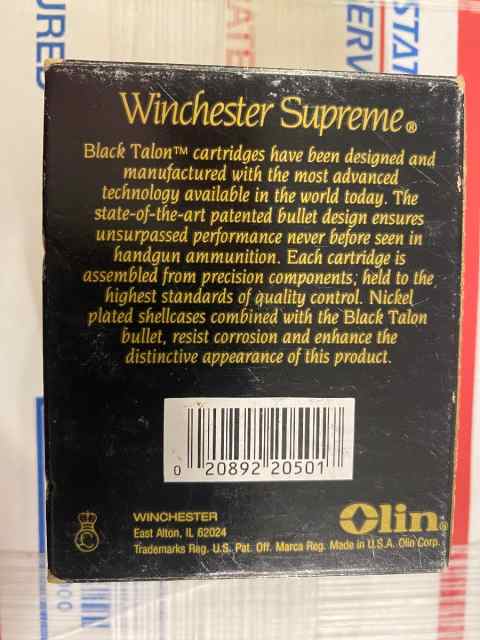 STAT
ERV
URED
ATE
Winchester Supreme®
Black Talon™ cartridges have been designed and
manufactured with the most advanced
technology available in the world today. The
state-of-the-art patented bullet design ensures
unsurpassed performance never before seen in
handgun ammunition. Each cartridge is
assembled from precision components; held to the
highest standards of quality control. Nickel
plated shellcases combined with the Black Talon
bullet, resist corrosion and enhance the
distinctive appearance of this product.
0 20892 20501
WINCHESTER
East Alton, IL 62024
Trademarks Reg. U.S. Pat. Off. Marca Reg. Made in U.S.A. Olin Corp.
Olin®